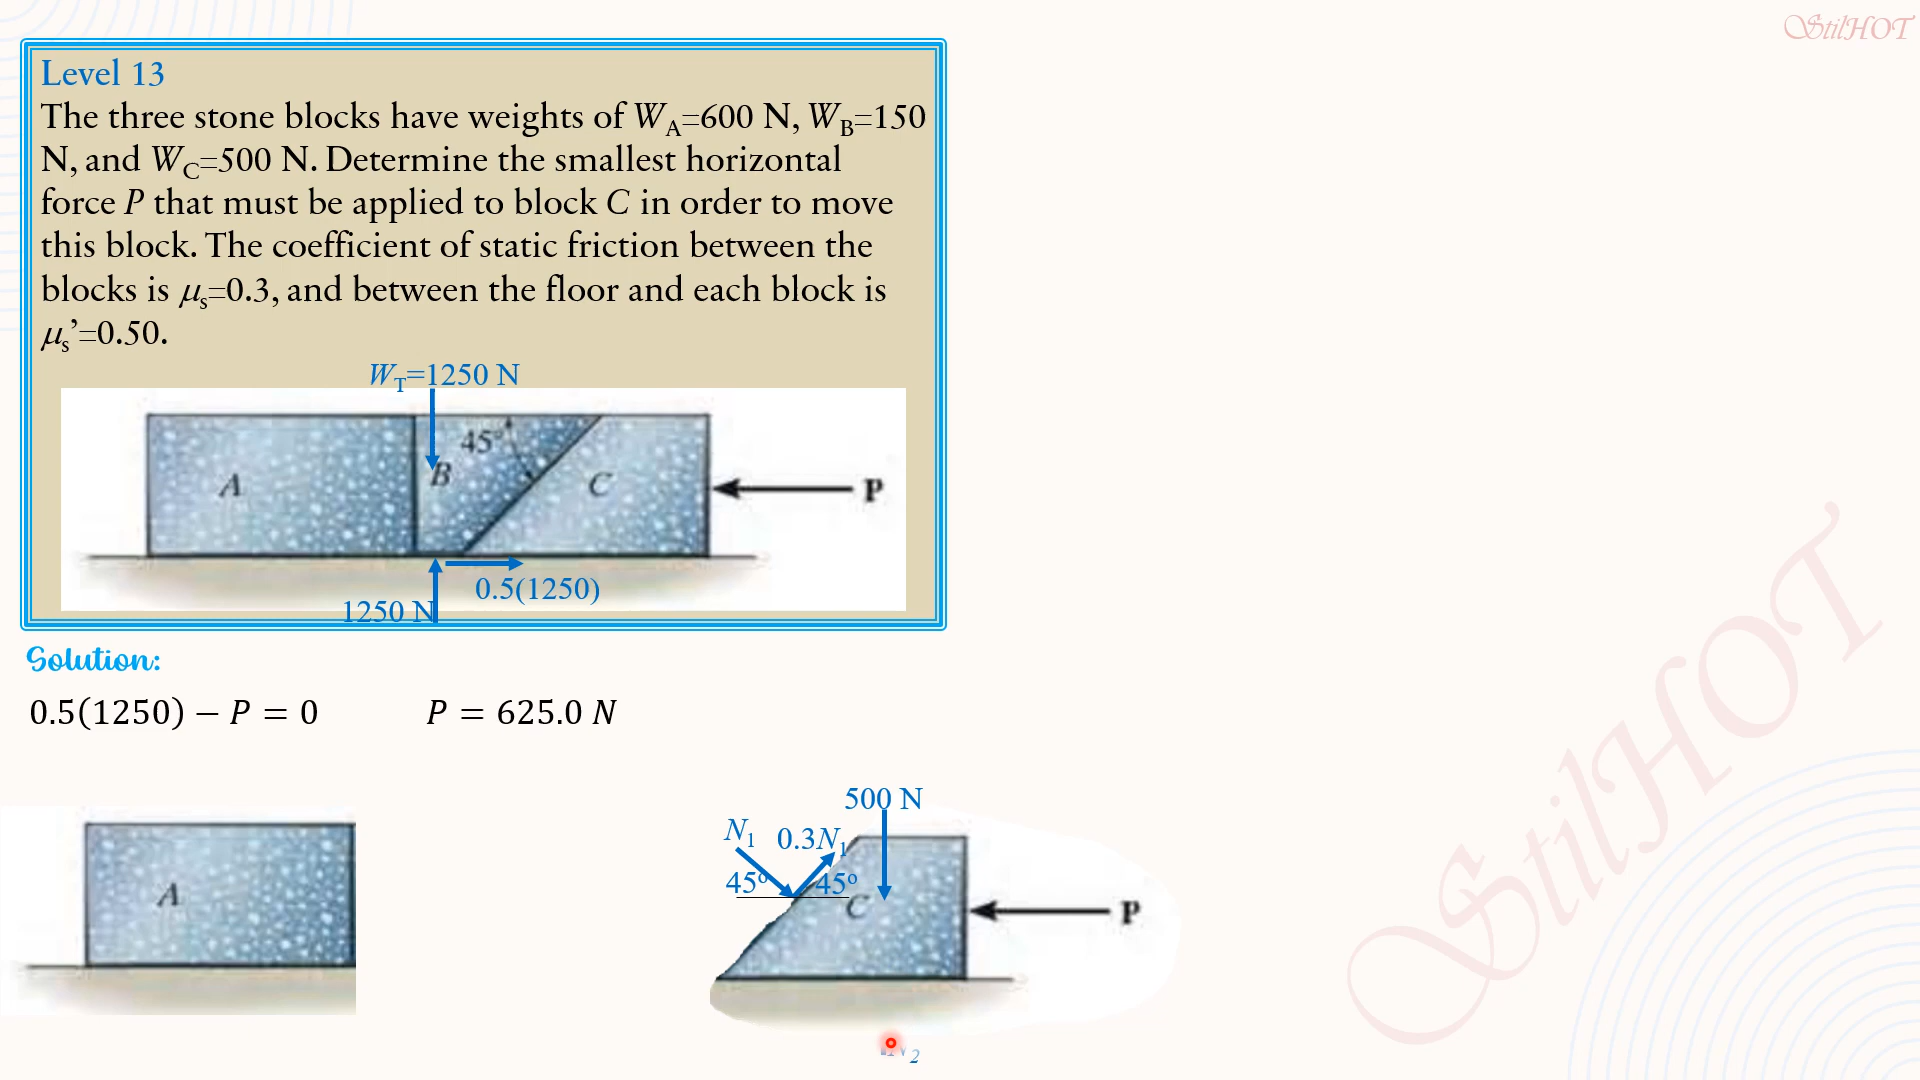 StilHOT
Level 13
The three stone blocks have weights of W_A=600 N, W_B=150
N, and W_C=500 N. Determine the smallest horizontal
force P that must be applied to block C in order to move
this block. The coefficient of static friction between the
blocks is μ_s=0.3, and between the floor and each block is
μ_s’=0.50.
W_T=1250 N
45°
A
B
C
P
0.5(1250)
1250 N
Solution:
0.5(1250) − P = 0 P = 625.0 N
500 N
N_1 0.3N_1
45° 45°
A
C
P
2
StilHOT